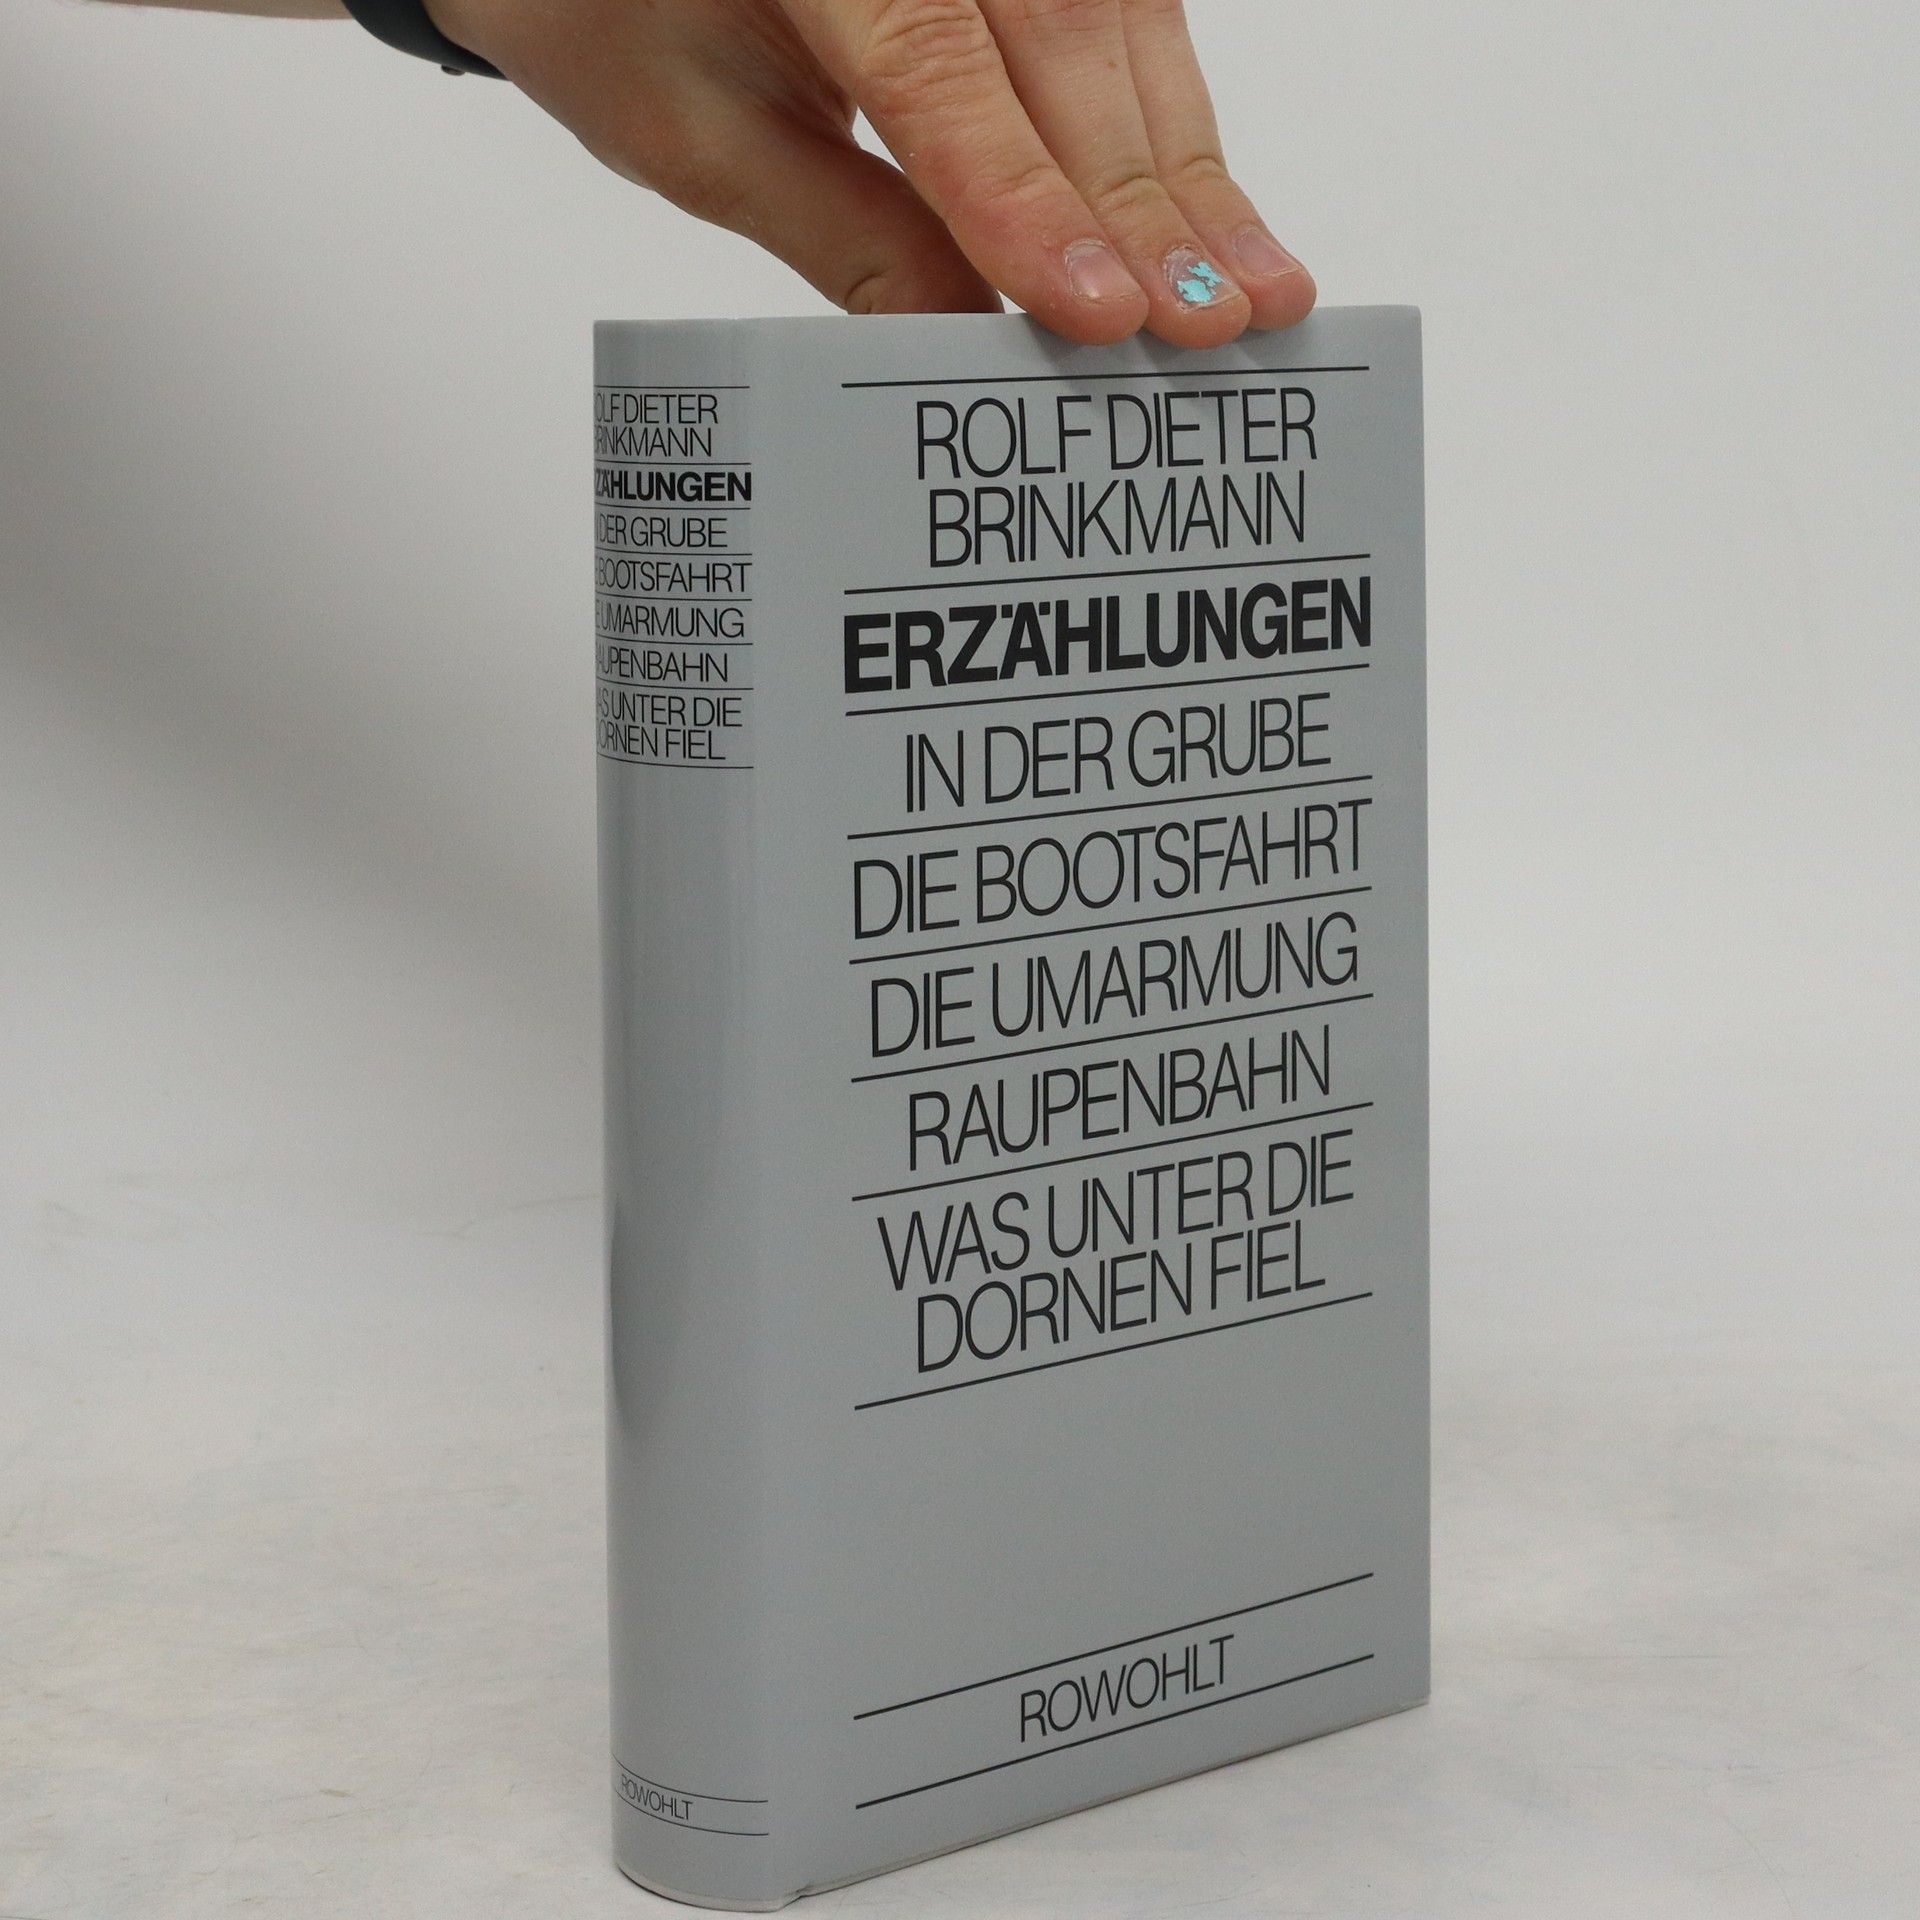 OLF DIETER
RINKMANN
ZÄHLUNGEN
DER GRUBE
BOOTSFAHRT
E UMARMUNG
AUPENBAHN
AS UNTER DIE
ORNEN FIEL
ROWOHLT
ROLF DIETER
BRINKMANN
ERZÄHLUNGEN
IN DER GRUBE
DIE BOOTSFAHRT
DIE UMARMUNG
RAUPENBAHN
WAS UNTER DIE
DORNEN FIEL
ROWOHLT